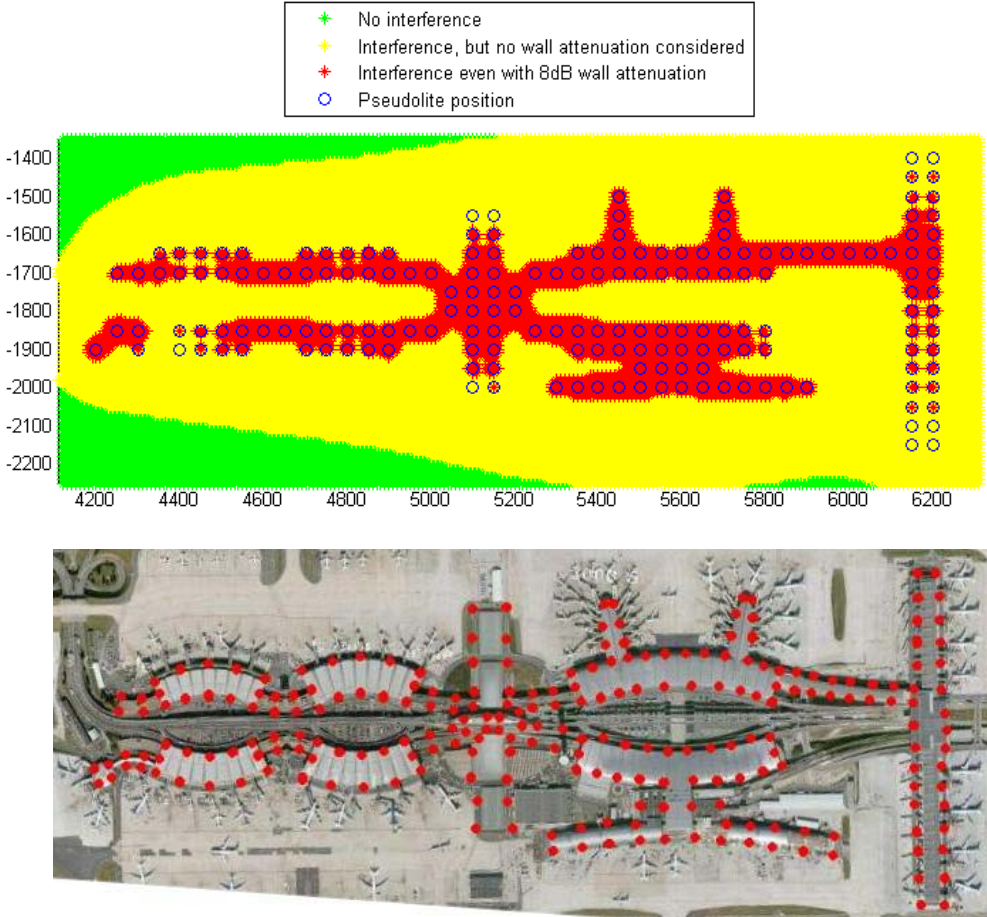 No interference
Interference, but no wall attenuation considered
Interference even with 8dB wall attenuation
Pseudolite position
-1400
-1500
-1600
-1700
-1800
-1900
-2000
-2100
-2200
4200 4400 4600 4800 5000 5200 5400 5600 5800 6000 6200